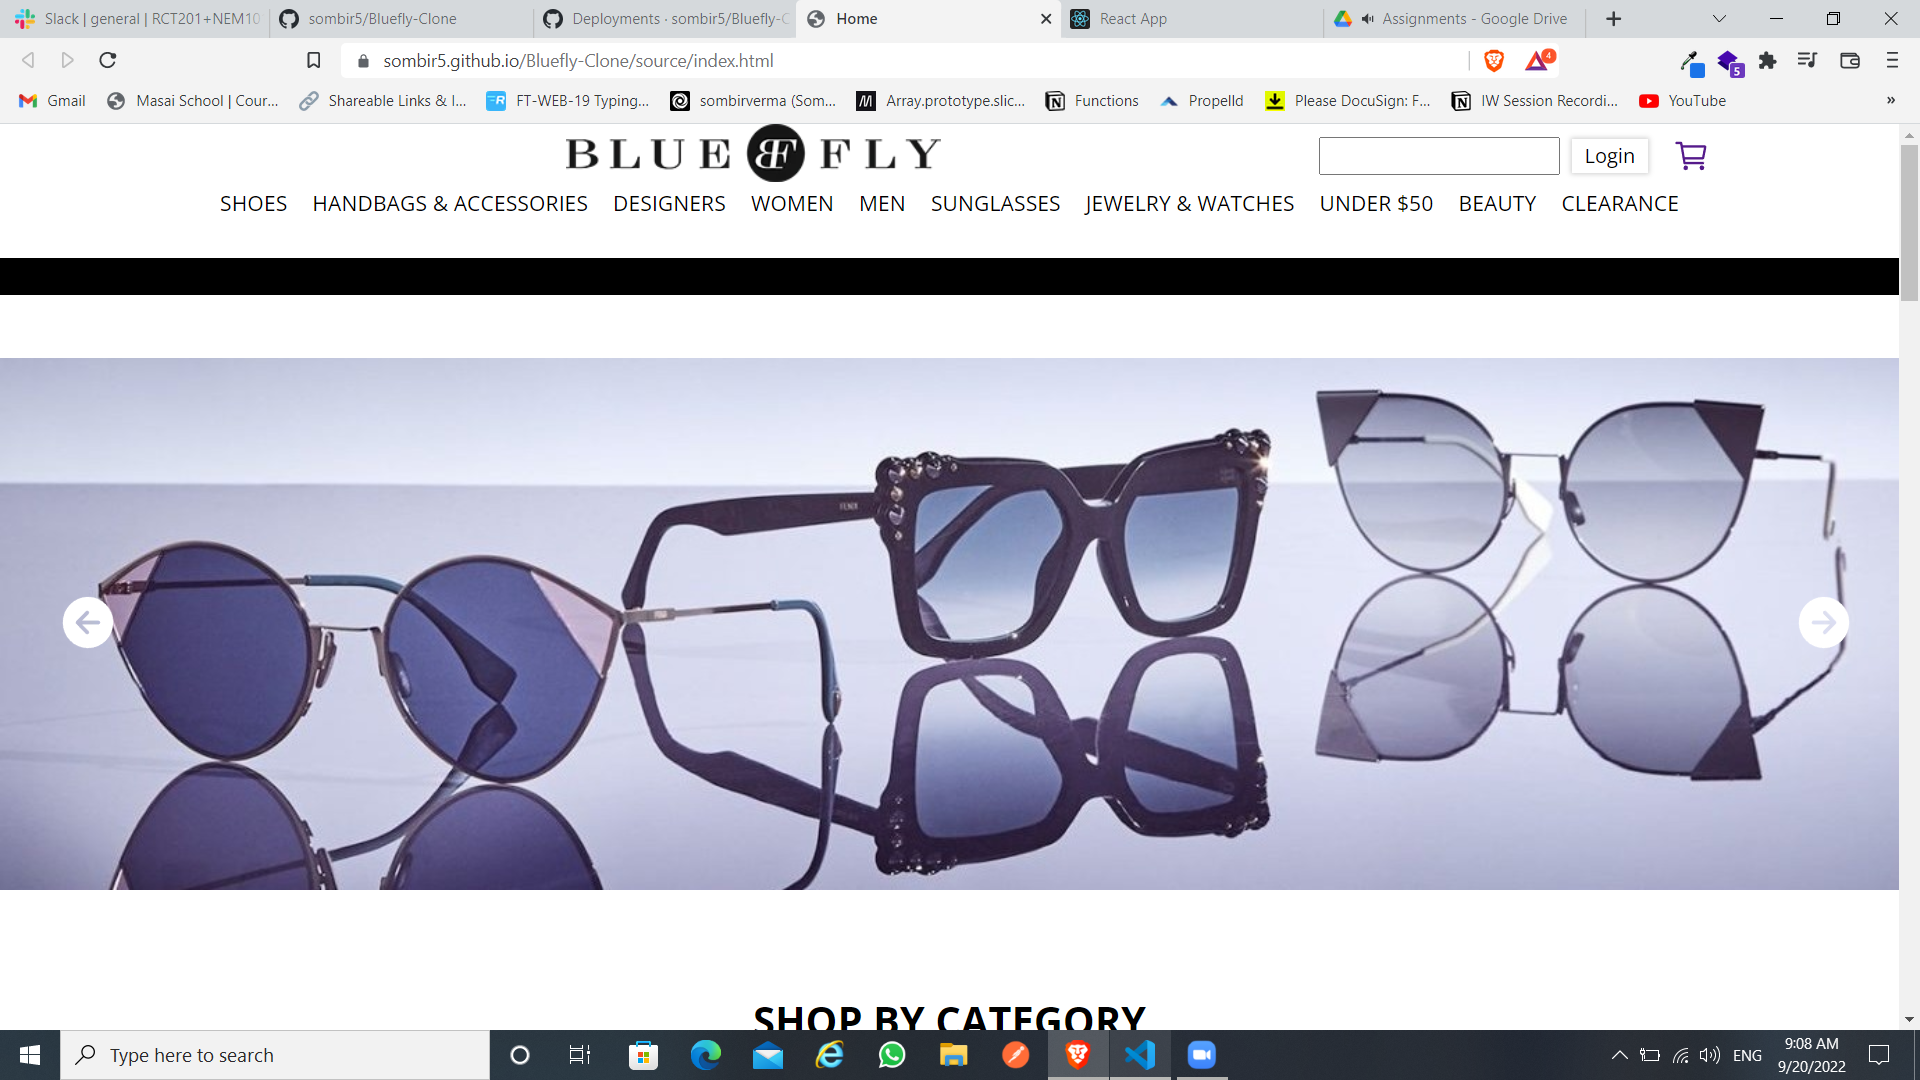 Slack | general | RCT201+NEM10
sombir5/Bluefly-Clone
Deployments · sombir5/Bluefly-C
Home
React App
Assignments - Google Drive
sombir5.github.io/Bluefly-Clone/source/index.html
4
5
Gmail
Masai School | Cour...
Shareable Links & I...
FT-WEB-19 Typing...
sombirverma (Som...
Array.prototype.slic...
Functions
Propelld
Please DocuSign: F...
IW Session Recordi...
YouTube
»
BLUE BF FLY
Login
SHOES HANDBAGS & ACCESSORIES DESIGNERS WOMEN MEN SUNGLASSES JEWELRY & WATCHES UNDER $50 BEAUTY CLEARANCE
FENDI
SHOP BY CATEGORY
Type here to search
ENG
9:08 AM
9/20/2022